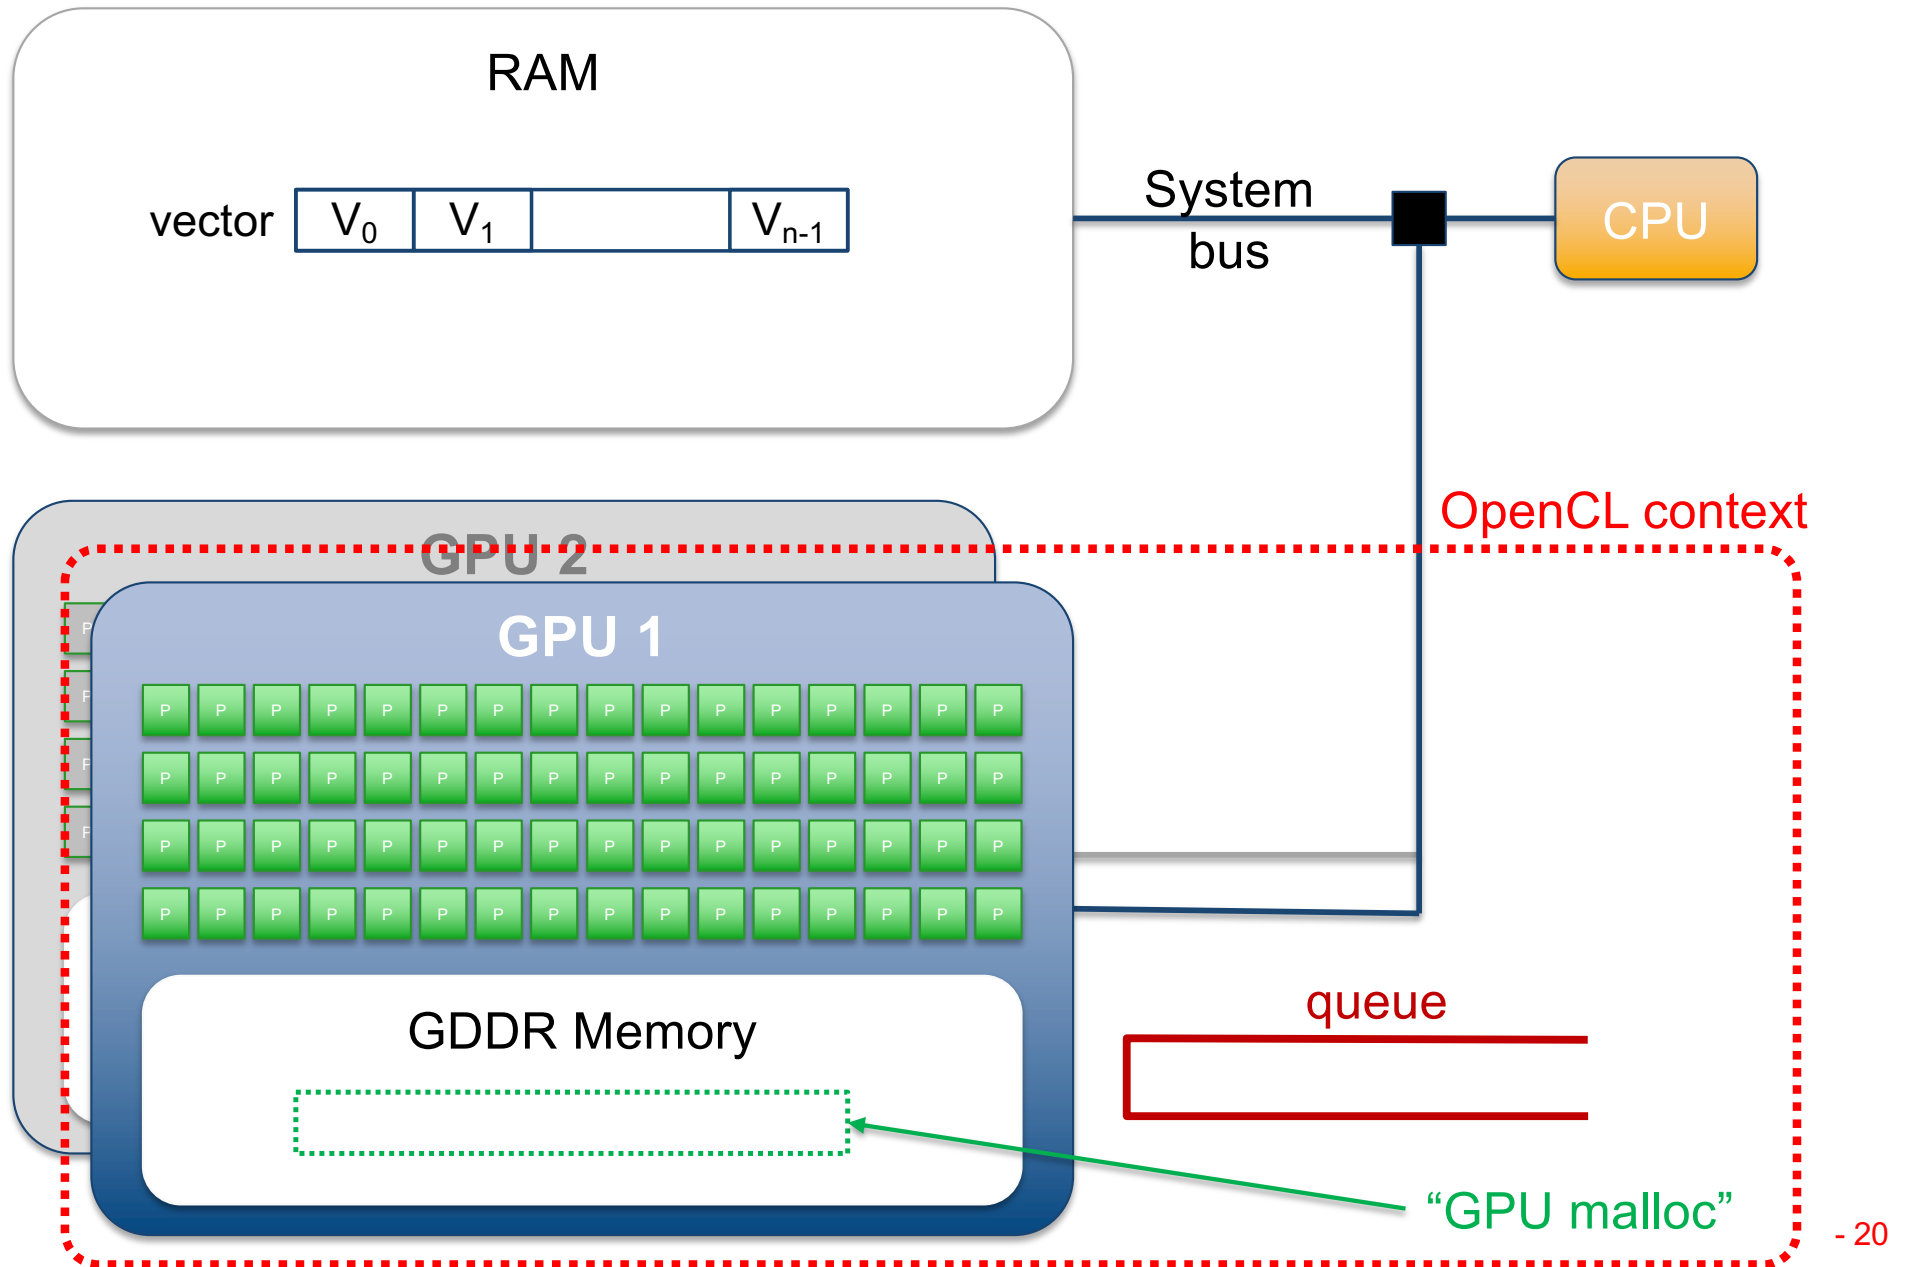 RAM
vector V0 V1 Vn-1
System
bus
CPU
OpenCL context
GPU 2
P
P
P
P
GPU 1
P P P P P P P P P P P P P P P P
P P P P P P P P P P P P P P P P
P P P P P P P P P P P P P P P P
P P P P P P P P P P P P P P P P
GDDR Memory
queue
“GPU malloc”
- 20